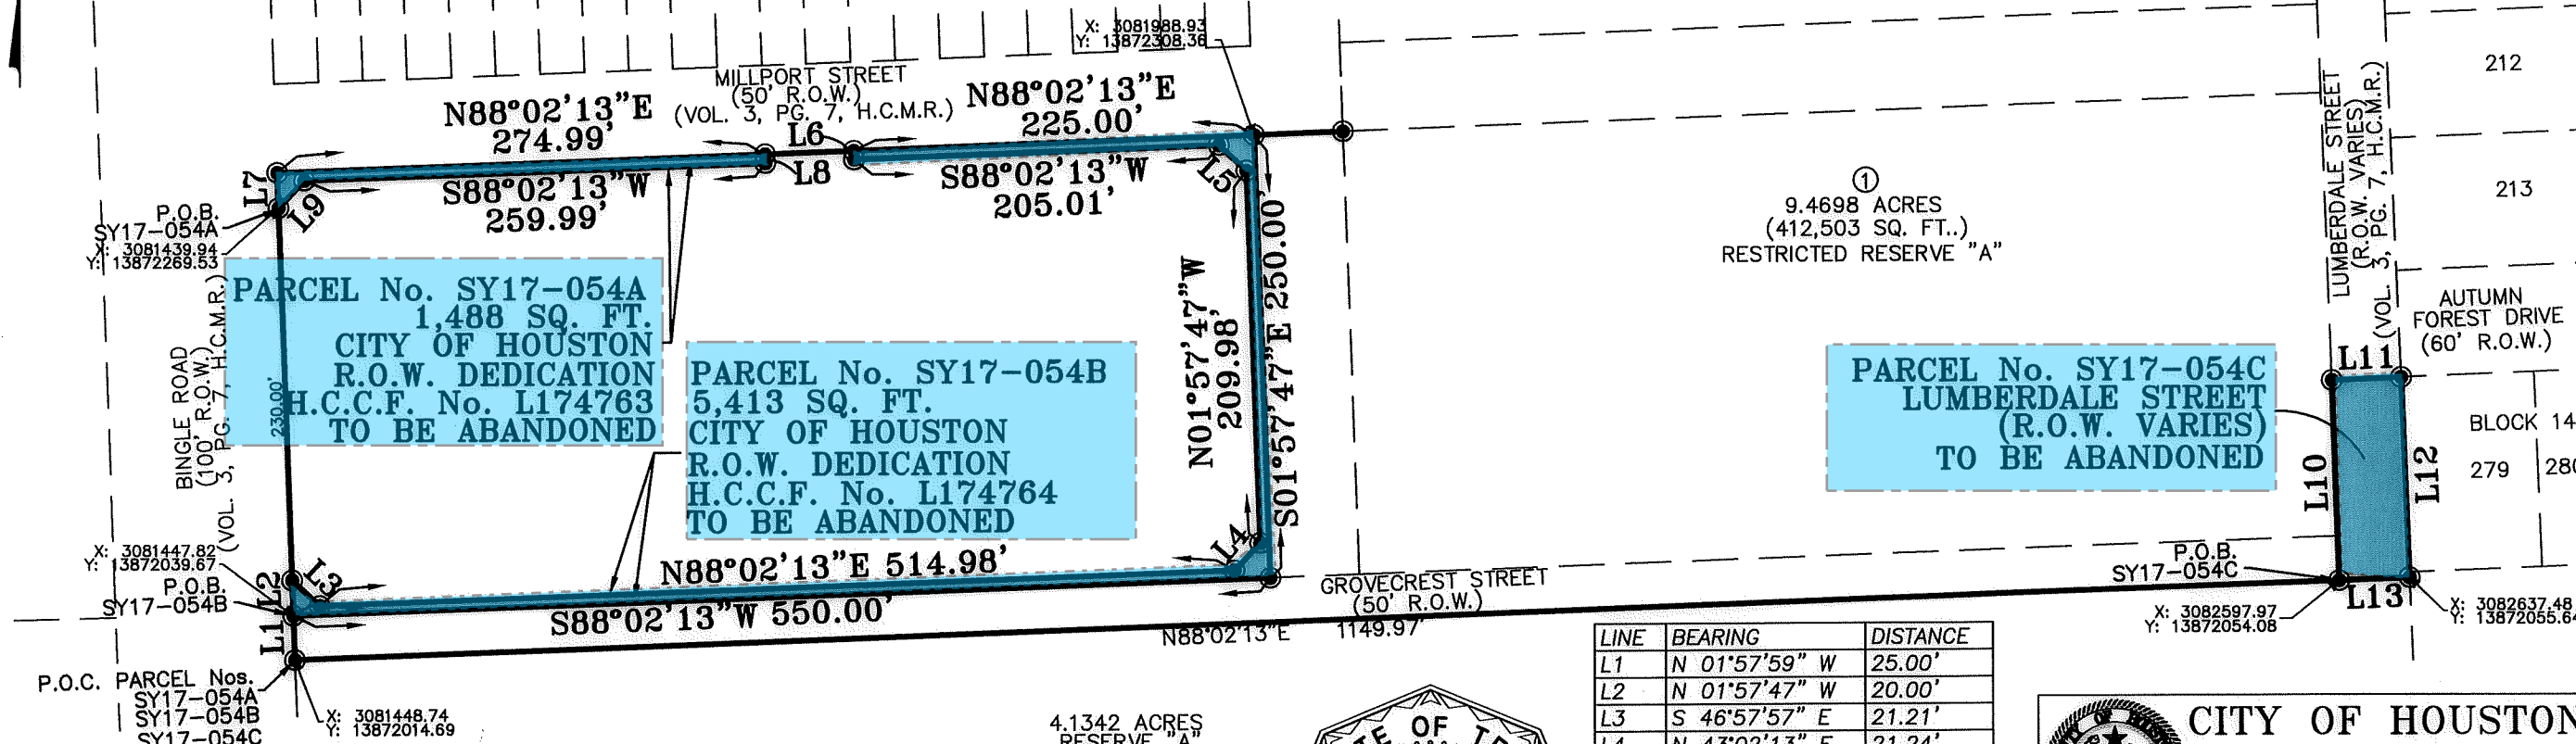 X: 3081988.93
Y: 13872308.36
MILLPORT STREET
(50' R.O.W.)
(VOL. 3, PG. 7, H.C.M.R.)
N88°02'13"E
274.99'
L6
N88°02'13"E
225.00'
L7
L9
S88°02'13"W
259.99'
L8
S88°02'13"W
205.01'
L5
P.O.B.
SY17-054A
X: 3081439.94
Y: 13872269.53
PARCEL No. SY17-054A
1,488 SQ. FT.
CITY OF HOUSTON
R.O.W. DEDICATION
H.C.C.F. No. L174763
TO BE ABANDONED
PARCEL No. SY17-054B
5,413 SQ. FT.
CITY OF HOUSTON
R.O.W. DEDICATION
H.C.C.F. No. L174764
TO BE ABANDONED
BINGLE ROAD
(100' R.O.W.)
(VOL. 3, PG. 7, H.C.M.R.)
230.00'
N01°57'47"W
209.98'
S01°57'47"E 250.00'
1
9.4698 ACRES
(412,503 SQ. FT..)
RESTRICTED RESERVE "A"
LUMBERDALE STREET
(R.O.W. VARIES)
(VOL. 3, PG. 7, H.C.M.R.)
212
213
AUTUMN
FOREST DRIVE
(60' R.O.W.)
PARCEL No. SY17-054C
LUMBERDALE STREET
(R.O.W. VARIES)
TO BE ABANDONED
L11
L10
L12
BLOCK 14
279
280
X: 3081447.82
Y: 13872039.67
P.O.B.
SY17-054B
L2
L3
L1
L4
N88°02'13"E 514.98'
S88°02'13"W 550.00'
GROVECREST STREET
(50' R.O.W.)
N88°02'13"E 1149.97'
P.O.B.
SY17-054C
L13
X: 3082597.97
Y: 13872054.08
X: 3082637.48
Y: 13872055.64
P.O.C. PARCEL Nos.
SY17-054A
SY17-054B
SY17-054C
X: 3081448.74
Y: 13872014.69
4.1342 ACRES
RESERVE "A"
LINE BEARING DISTANCE
L1 N 01°57'59" W 25.00'
L2 N 01°57'47" W 20.00'
L3 S 46°57'57" E 21.21'
L4 N 43°02'13" E 21.24'
CITY OF HOUSTON